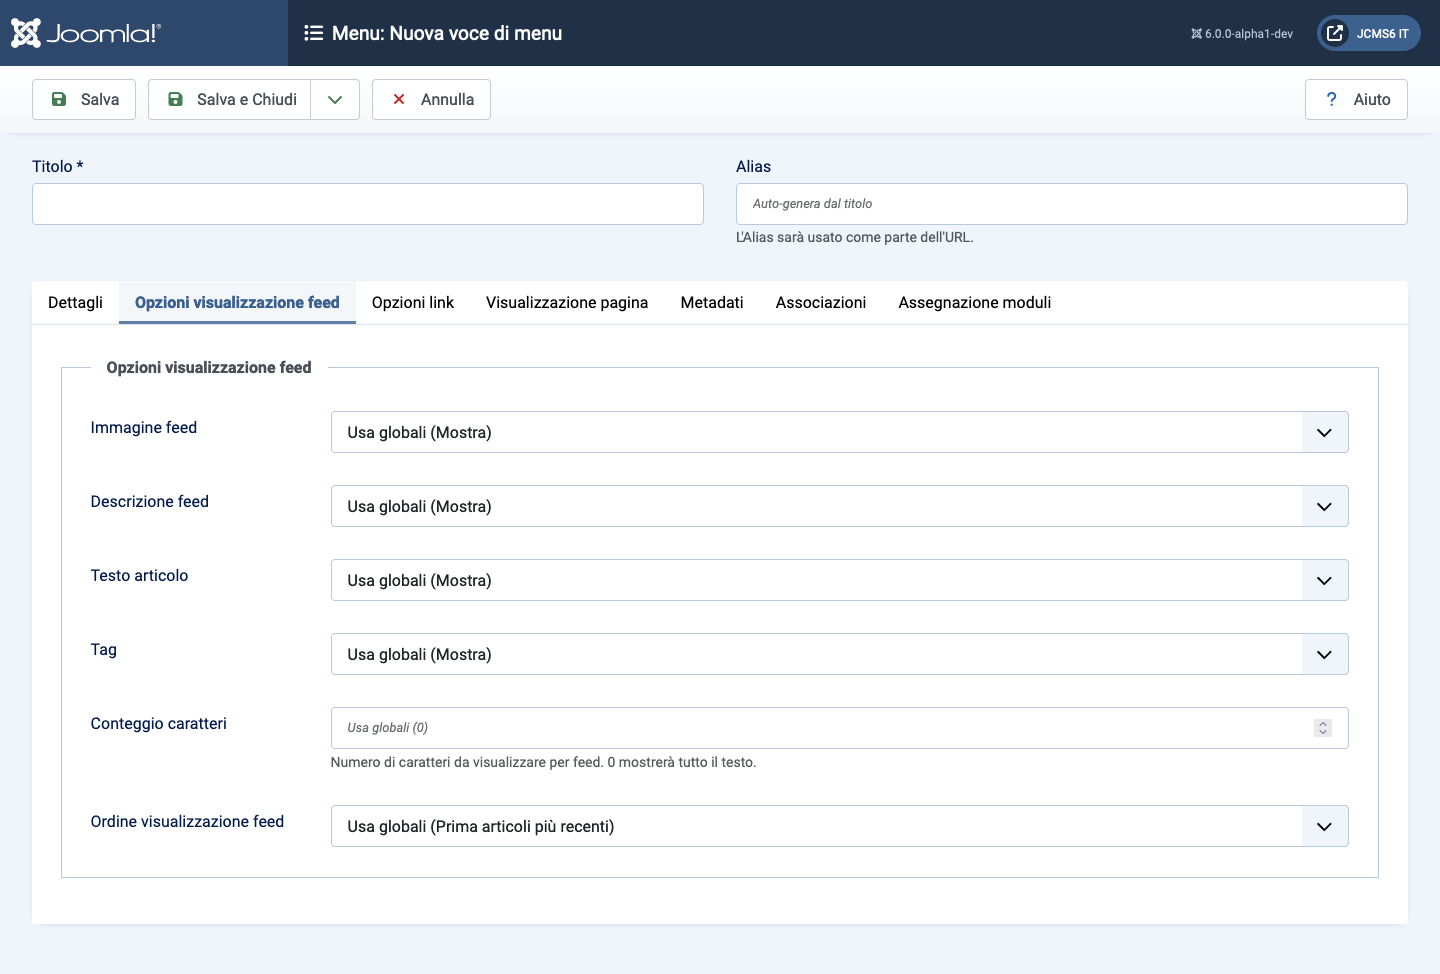 Joomla!®
Menu: Nuova voce di menu
6.0.0-alpha1-dev
JCMS6 IT
Salva
Salva e Chiudi
Annulla
? Aiuto
Titolo *
Alias
Auto-genera dal titolo
L'Alias sarà usato come parte dell'URL.
Dettagli
Opzioni visualizzazione feed
Opzioni link
Visualizzazione pagina
Metadati
Associazioni
Assegnazione moduli
Opzioni visualizzazione feed
Immagine feed
Usa globali (Mostra)
Descrizione feed
Usa globali (Mostra)
Testo articolo
Usa globali (Mostra)
Tag
Usa globali (Mostra)
Conteggio caratteri
Usa globali (0)
Numero di caratteri da visualizzare per feed. 0 mostrerà tutto il testo.
Ordine visualizzazione feed
Usa globali (Prima articoli più recenti)